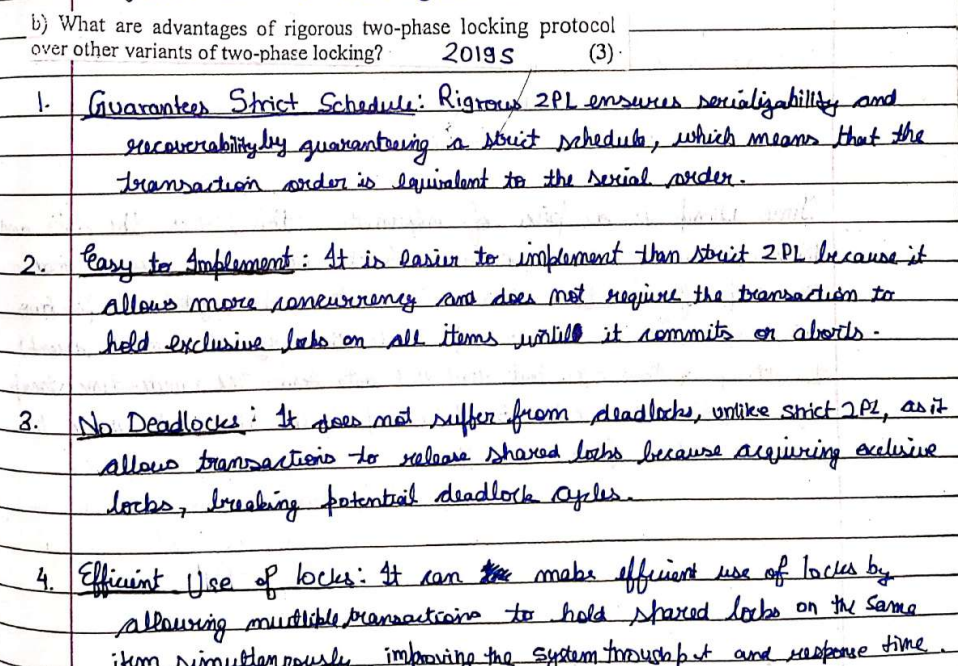 b) What are advantages of rigorous two-phase locking protocol
over other variants of two-phase locking? 2019S (3)
1. Guarantees Strict Schedule: Rigrous 2PL ensures serializability and
recoverability by guaranteeing a strict schedule, which means that the
transaction order is equivalent to the serial order.
2. Easy to Implement: It is easier to implement than strict 2PL because it
allows more concurrency and does not require the transaction to
hold exclusive locks on all items untill it commits or aborts.
3. No Deadlocks: It does not suffer from deadlocks, unlike strict 2PL, as it
allows transactions to release shared locks because acquiring exclusive
locks, breaking potential deadlock cycles.
4. Efficient Use of locks: It can make efficient use of locks by
allowing multiple transactions to hold shared locks on the same
item simultaneously improving the system throughput and response time.